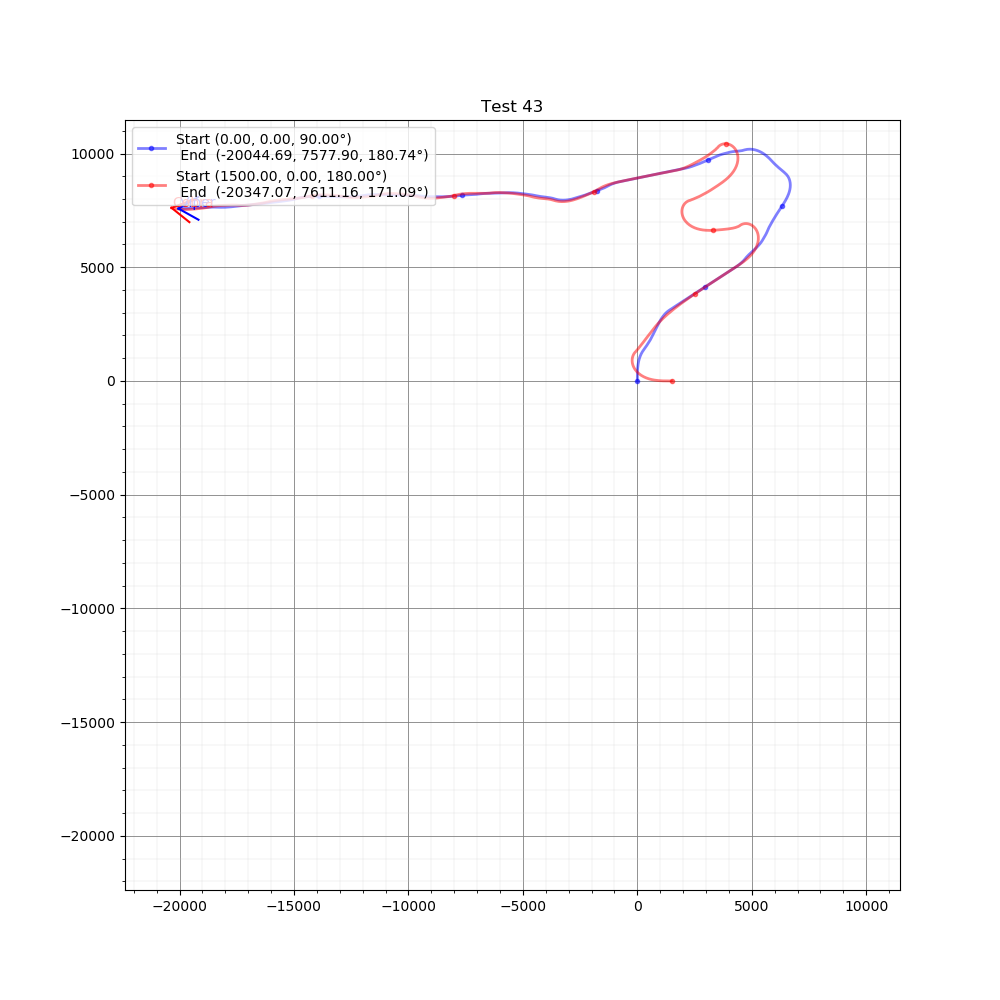 Test 43
Start (0.00, 0.00, 90.00°)
End (-20044.69, 7577.90, 180.74°)
Start (1500.00, 0.00, 180.00°)
End (-20347.07, 7611.16, 171.09°)
10000
5000
0
−5000
−10000
−15000
−20000
−20000 −15000 −10000 −5000 0 5000 10000